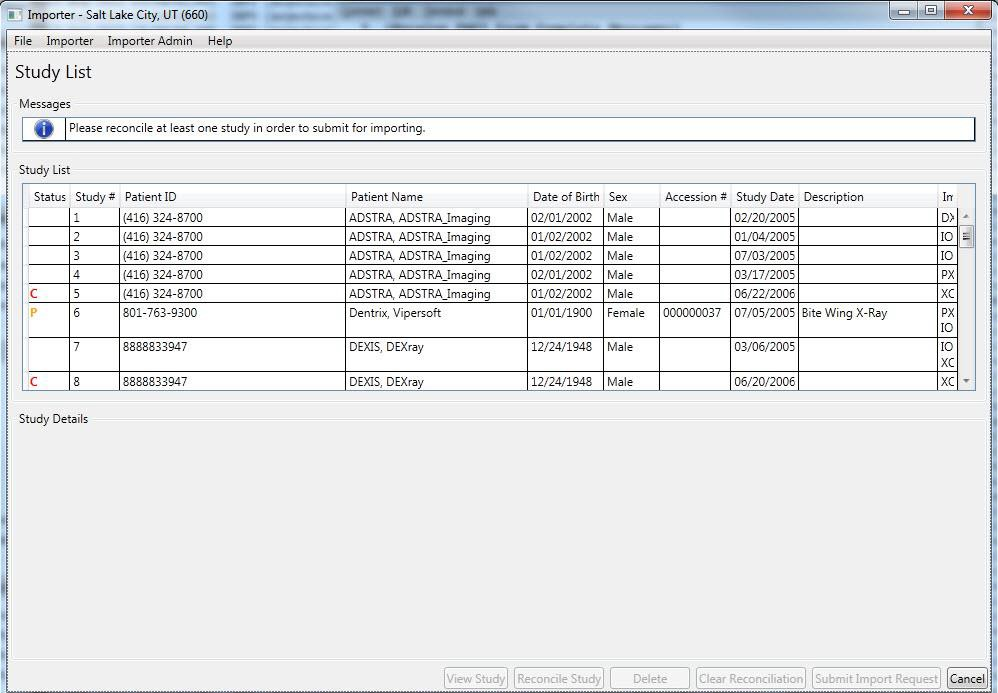 Importer - Salt Lake City, UT (660)
File Importer Importer Admin Help
Study List
Messages
Please reconcile at least one study in order to submit for importing.
Study List
Status Study # Patient ID Patient Name Date of Birth Sex Accession # Study Date Description Im
1 (416) 324-8700 ADSTRA, ADSTRA_Imaging 02/01/2002 Male 02/20/2005 DX
2 (416) 324-8700 ADSTRA, ADSTRA_Imaging 01/02/2002 Male 01/04/2005 IO
3 (416) 324-8700 ADSTRA, ADSTRA_Imaging 01/02/2002 Male 07/03/2005 IO
4 (416) 324-8700 ADSTRA, ADSTRA_Imaging 02/01/2002 Male 03/17/2005 PX
C 5 (416) 324-8700 ADSTRA, ADSTRA_Imaging 01/02/2002 Male 06/22/2006 XC
P 6 801-763-9300 Dentrix, Vipersoft 01/01/1900 Female 000000037 07/05/2005 Bite Wing X-Ray PX
IO
7 8888833947 DEXIS, DEXray 12/24/1948 Male 03/06/2005 IO
XC
C 8 8888833947 DEXIS, DEXray 12/24/1948 Male 06/20/2006 XC
Study Details
View Study Reconcile Study Delete Clear Reconciliation Submit Import Request Cancel